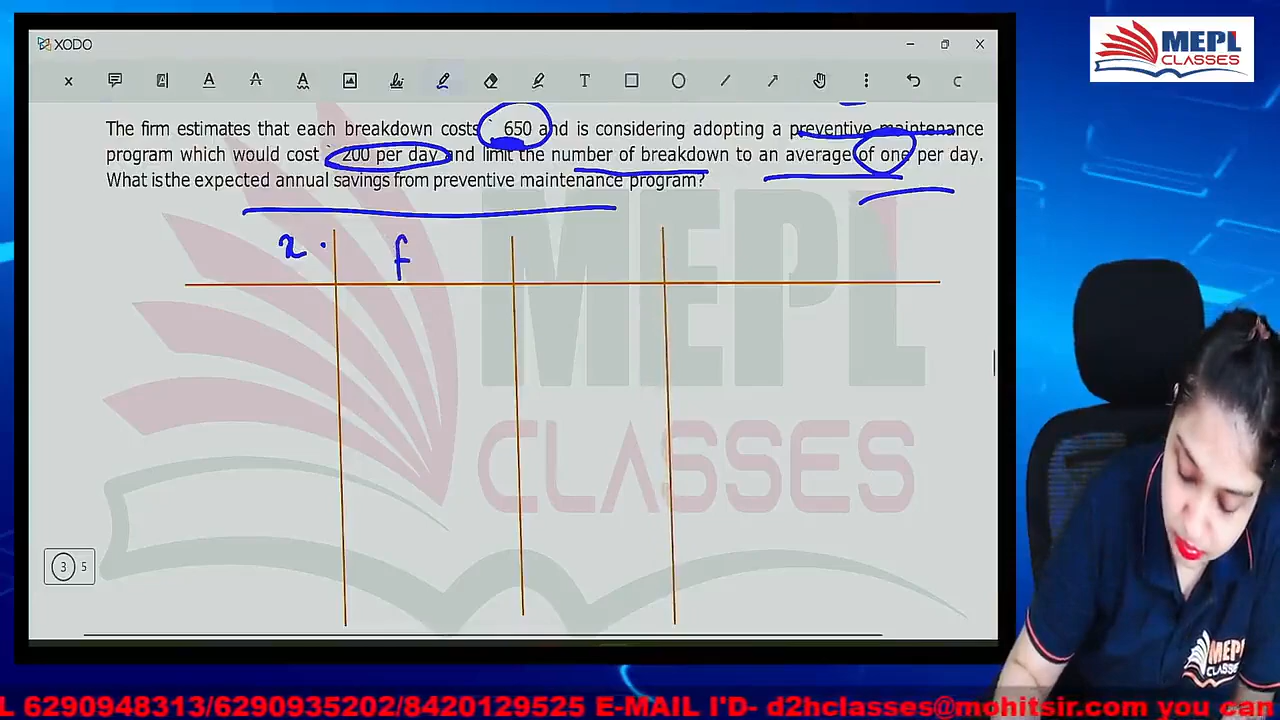 XODO
MEPL
CLASSES
The firm estimates that each breakdown costs ` 650 and is considering adopting a preventive maintenance
program which would cost ` 200 per day and limit the number of breakdown to an average of one per day.
What is the expected annual savings from preventive maintenance program?
x f
MEPL
CLASSES
3 5
MEPL
CLASSES
L 6290948313/6290935202/8420129525 E-MAIL I'D- d2hclasses@mohitsir.com you can